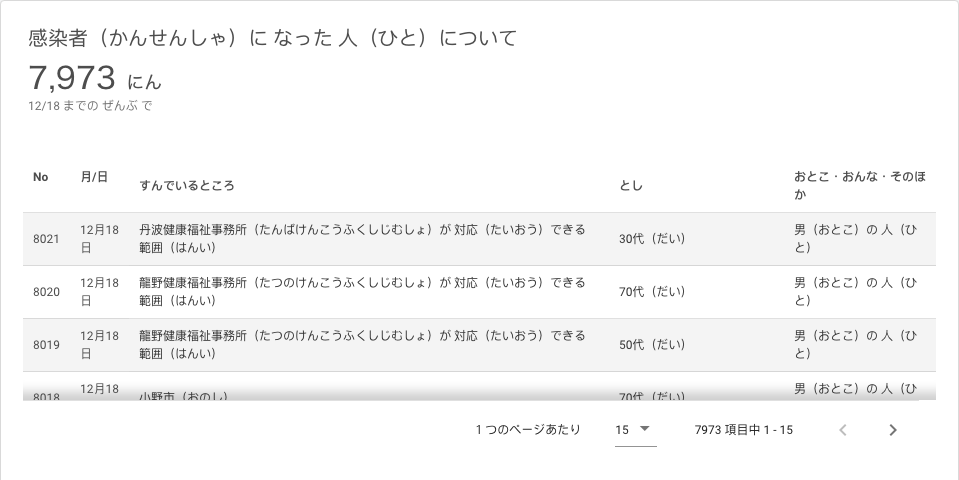 感染者（かんせんしゃ）に なった 人（ひと）について
7,973 にん
12/18 までの ぜんぶ で
No 月/日 すんでいるところ とし おとこ・おんな・そのほ
か
8021 12月18 丹波健康福祉事務所（たんばけんこうふくしじむしょ）が 対応（たいおう）できる 30代（だい） 男（おとこ）の 人（ひ
日 範囲（はんい） と）
8020 12月18 龍野健康福祉事務所（たつのけんこうふくしじむしょ）が 対応（たいおう）できる 70代（だい） 男（おとこ）の 人（ひ
日 範囲（はんい） と）
8019 12月18 龍野健康福祉事務所（たつのけんこうふくしじむしょ）が 対応（たいおう）できる 50代（だい） 男（おとこ）の 人（ひ
日 範囲（はんい） と）
8018 12月18 小野市（おのし） 70代（だい） 男（おとこ）の 人（ひ
1 つのページあたり 15 7973 項目中 1 - 15